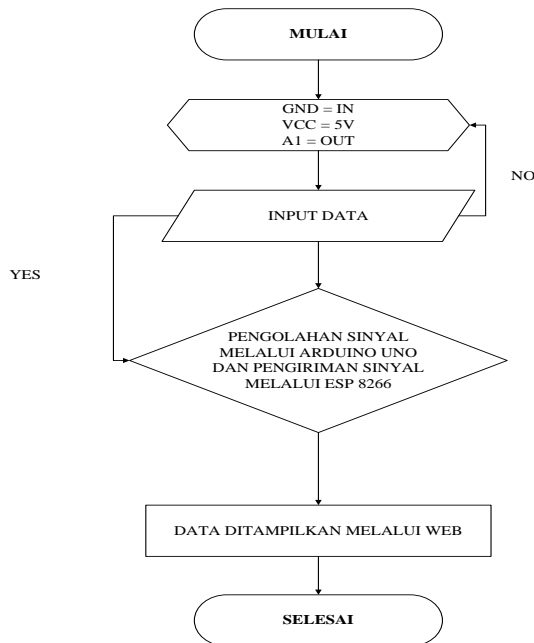 MULAI
GND = IN
VCC = 5V
A1 = OUT
NO
INPUT DATA
YES
PENGOLAHAN SINYAL
MELALUI ARDUINO UNO
DAN PENGIRIMAN SINYAL
MELALUI ESP 8266
DATA DITAMPILKAN MELALUI WEB
SELESAI